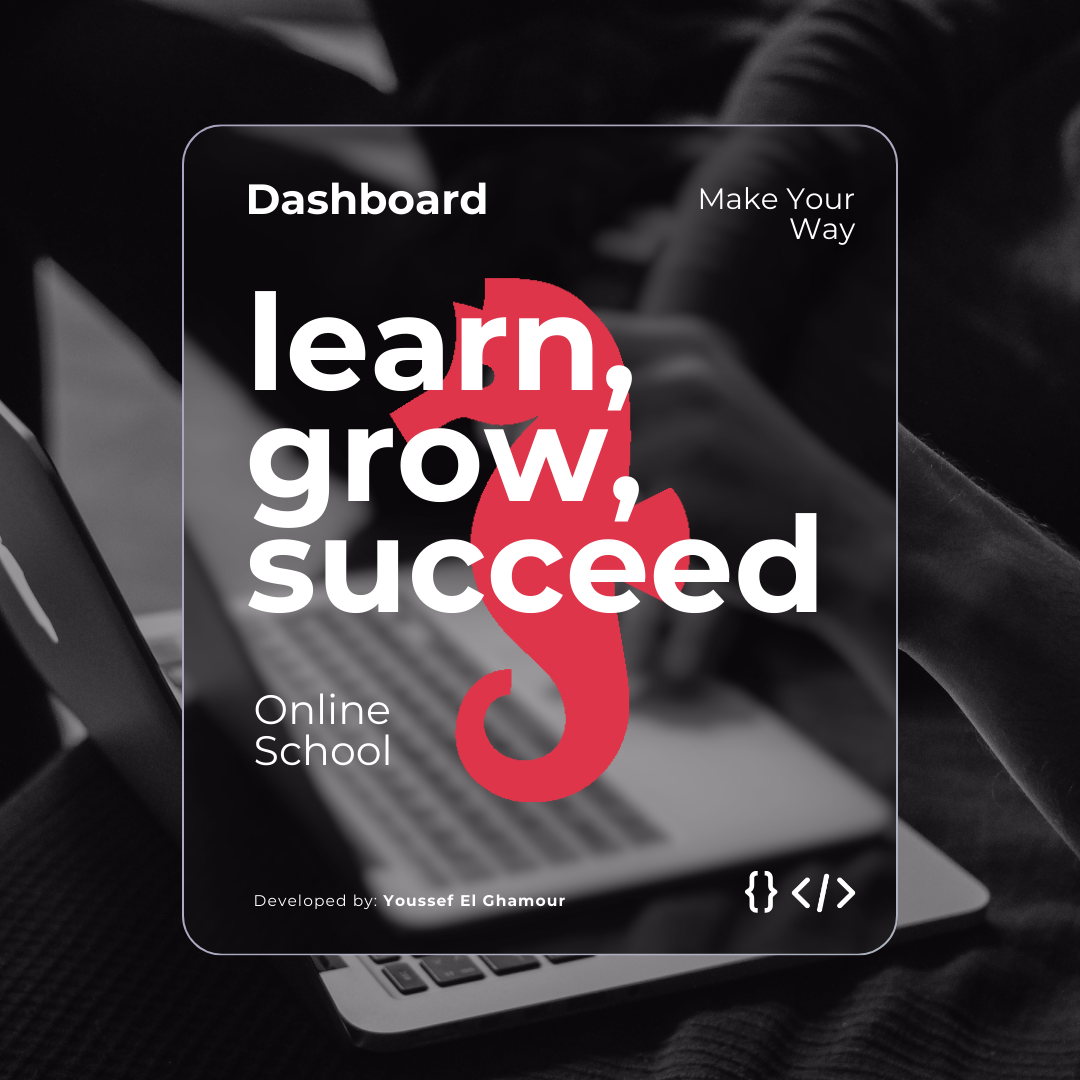 Dashboard
Make Your
Way
learn,
grow,
succeed
Online
School
Developed by: Youssef El Ghamour
{} </>